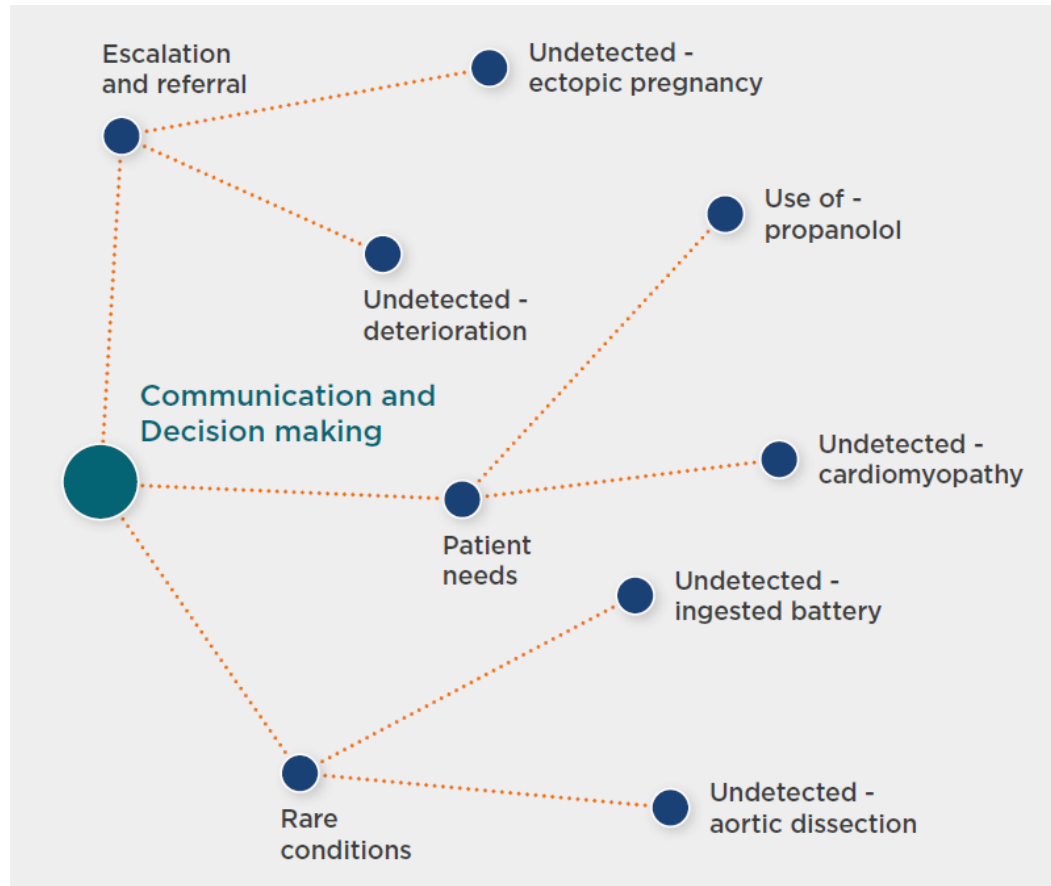 Escalation
and referral
Undetected -
ectopic pregnancy
Use of -
propanolol
Undetected -
deterioration
Communication and
Decision making
Undetected -
cardiomyopathy
Patient
needs
Undetected -
ingested battery
Rare
conditions
Undetected -
aortic dissection